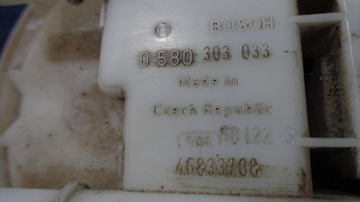 BOSCH
0 580 303 033
Made in
Czech Republic
46833708